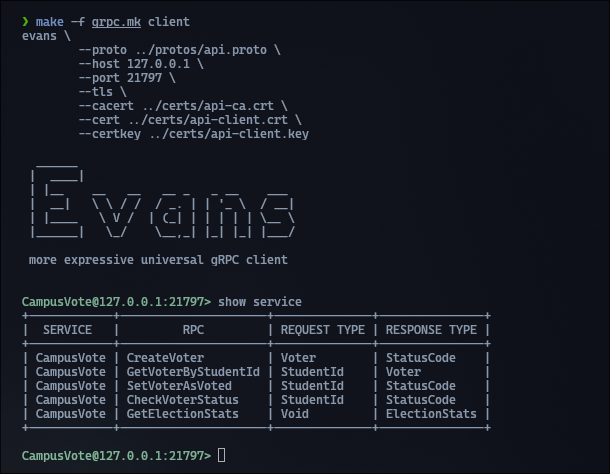 ❯ make -f grpc.mk client
evans \
        --proto ../protos/api.proto \
        --host 127.0.0.1 \
        --port 21797 \
        --tls \
        --cacert ../certs/api-ca.crt \
        --cert ../certs/api-client.crt \
        --certkey ../certs/api-client.key
Evans
more expressive universal gRPC client
CampusVote@127.0.0.1:21797> show service
| SERVICE | RPC | REQUEST TYPE | RESPONSE TYPE |
| CampusVote | CreateVoter | Voter | StatusCode |
| CampusVote | GetVoterByStudentId | StudentId | Voter |
| CampusVote | SetVoterAsVoted | StudentId | StatusCode |
| CampusVote | CheckVoterStatus | StudentId | StatusCode |
| CampusVote | GetElectionStats | Void | ElectionStats |
CampusVote@127.0.0.1:21797>